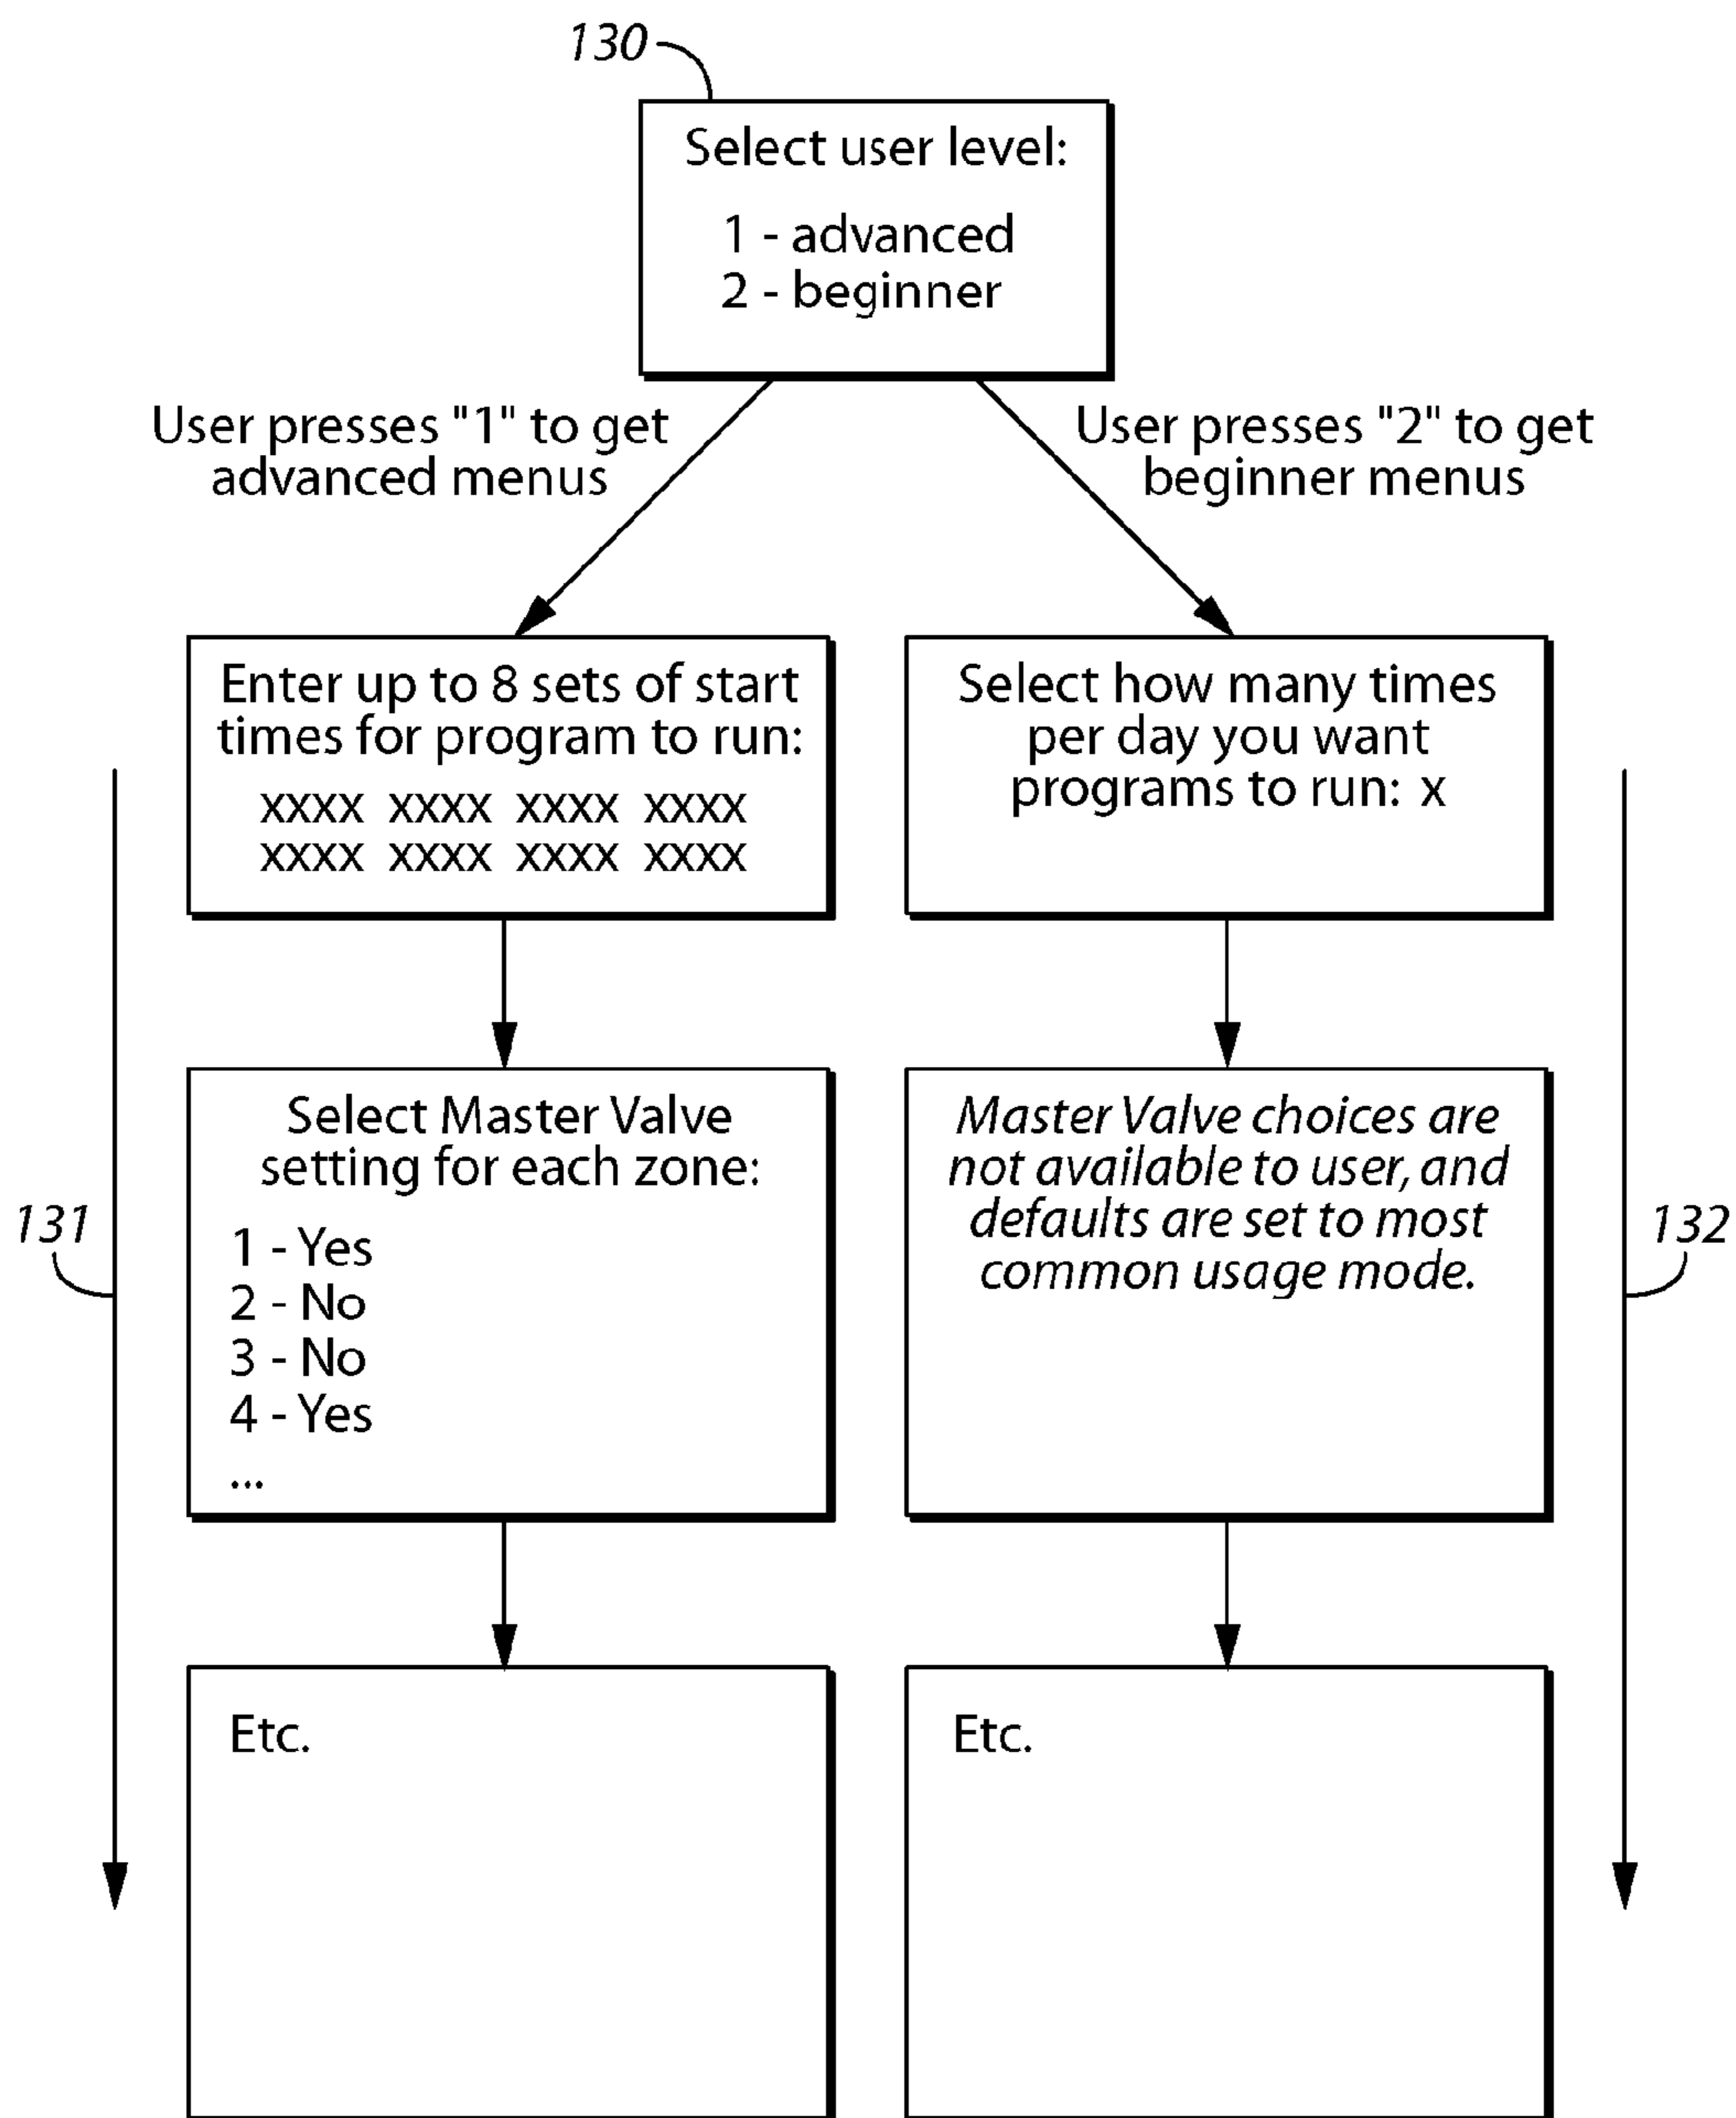 130
Select user level:
1 - advanced
2 - beginner
User presses "1" to get
advanced menus
User presses "2" to get
beginner menus
Enter up to 8 sets of start
times for program to run:
xxxx xxxx xxxx xxxx
xxxx xxxx xxxx xxxx
Select how many times
per day you want
programs to run: x
131
Select Master Valve
setting for each zone:
1 - Yes
2 - No
3 - No
4 - Yes
...
Master Valve choices are
not available to user, and
defaults are set to most
common usage mode.
132
Etc.
Etc.